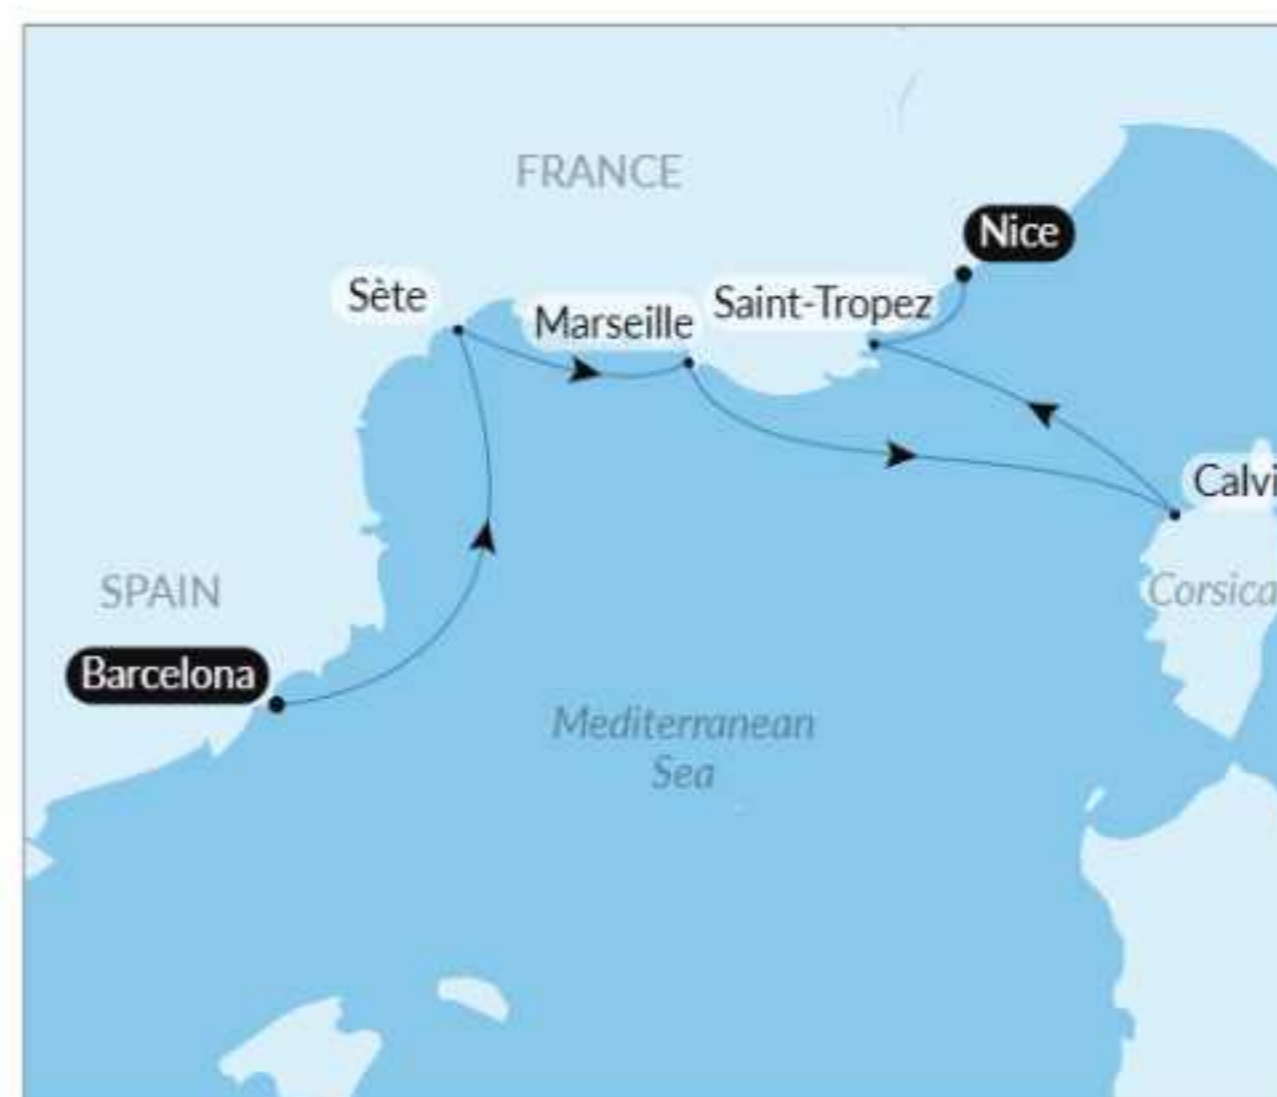 FRANCE
Nice
Sète
Marseille
Saint-Tropez
Calvi
SPAIN
Corsica
Barcelona
Mediterranean
Sea